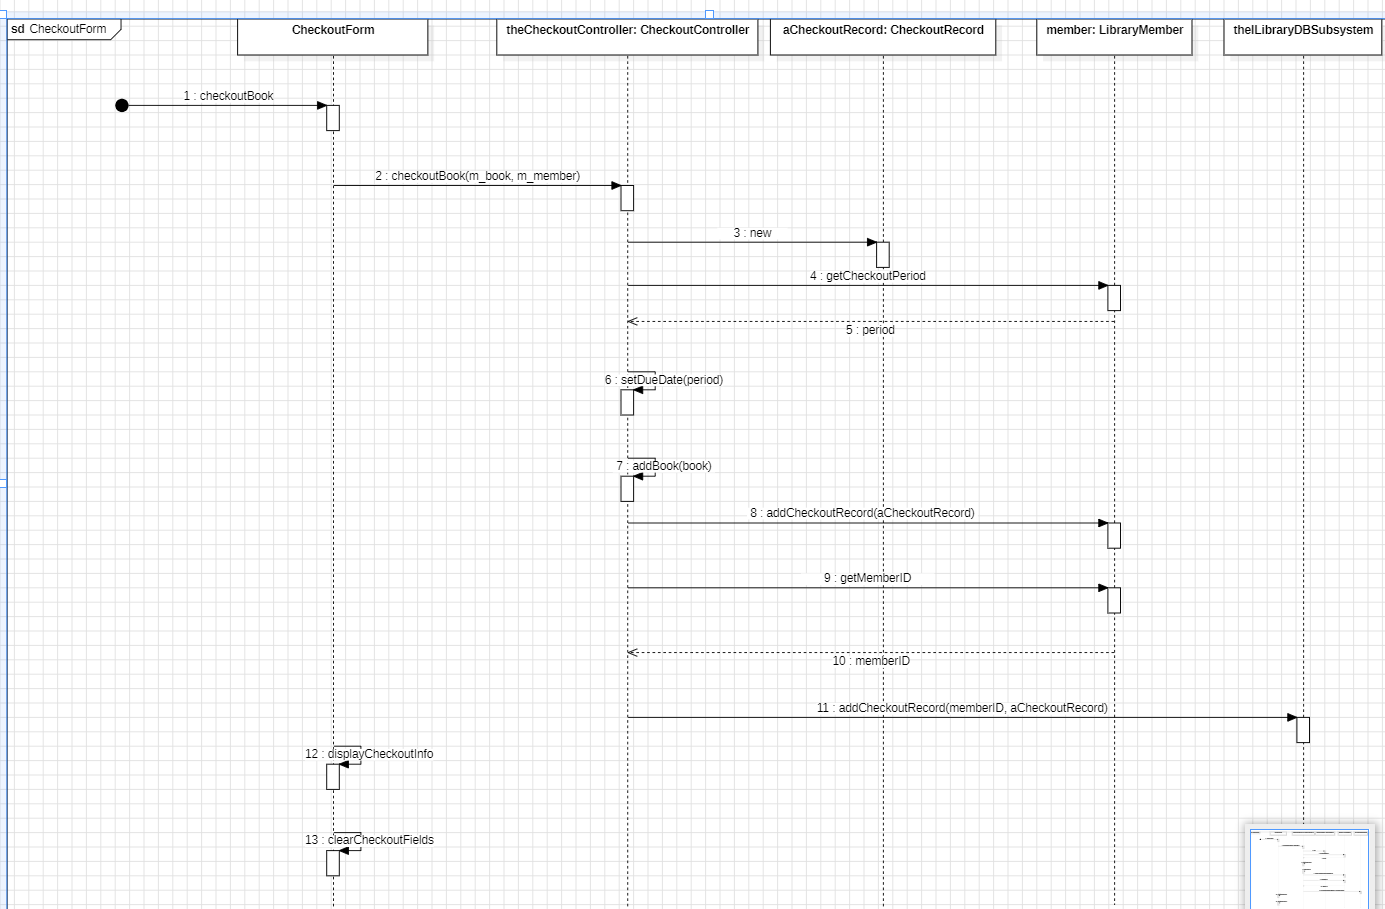 sd CheckoutForm
CheckoutForm
theCheckoutController: CheckoutController
aCheckoutRecord: CheckoutRecord
member: LibraryMember
theILibraryDBSubsystem
1 : checkoutBook
2 : checkoutBook(m_book, m_member)
3 : new
4 : getCheckoutPeriod
5 : period
6 : setDueDate(period)
7 : addBook(book)
8 : addCheckoutRecord(aCheckoutRecord)
9 : getMemberID
10 : memberID
11 : addCheckoutRecord(memberID, aCheckoutRecord)
12 : displayCheckoutInfo
13 : clearCheckoutFields